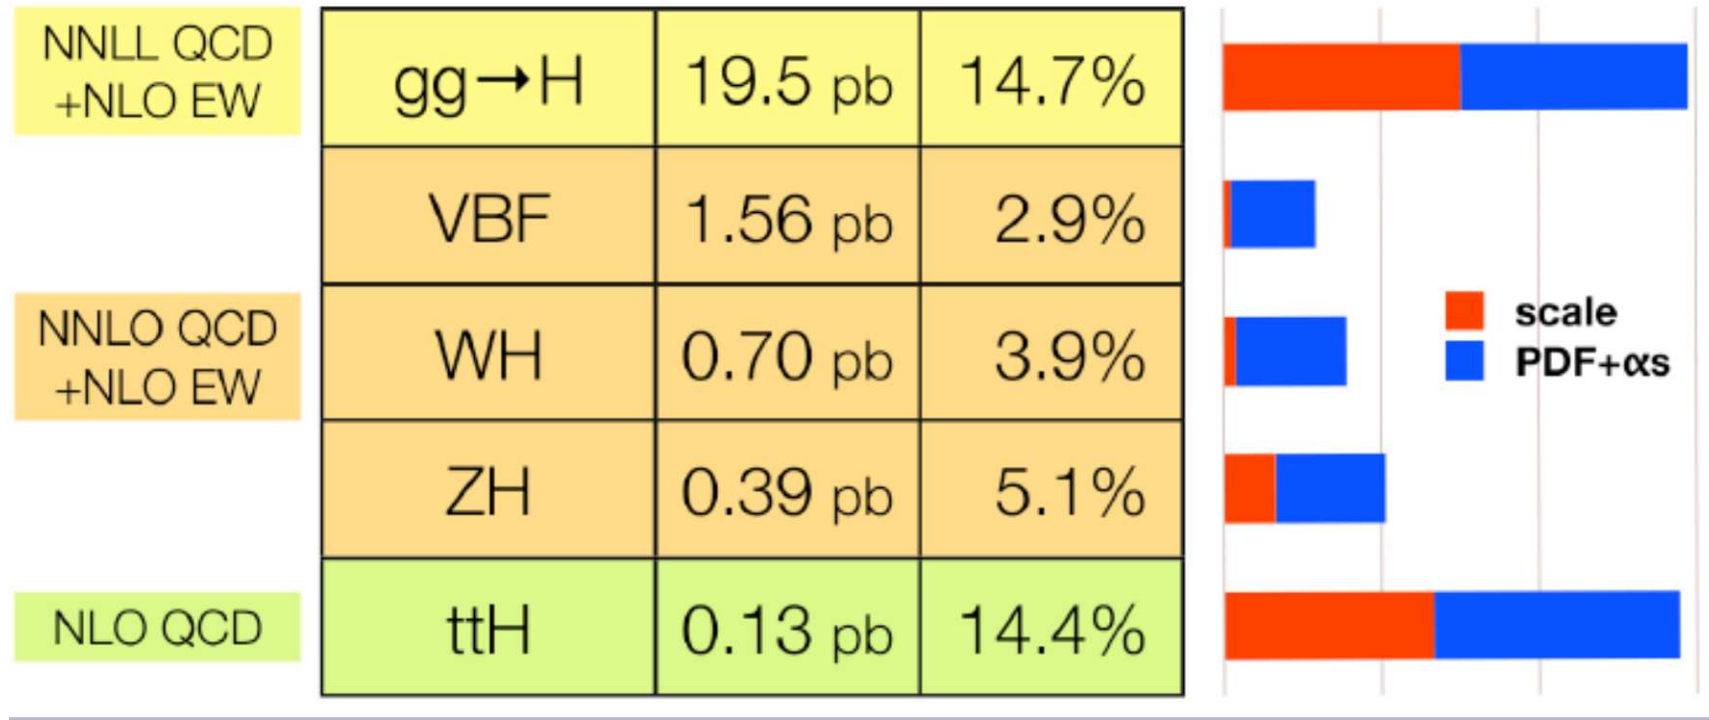 NNLL QCD
+NLO EW
gg→H 19.5 pb 14.7%
VBF 1.56 pb 2.9%
NNLO QCD
+NLO EW
WH 0.70 pb 3.9%
scale
PDF+αs
ZH 0.39 pb 5.1%
NLO QCD
ttH 0.13 pb 14.4%